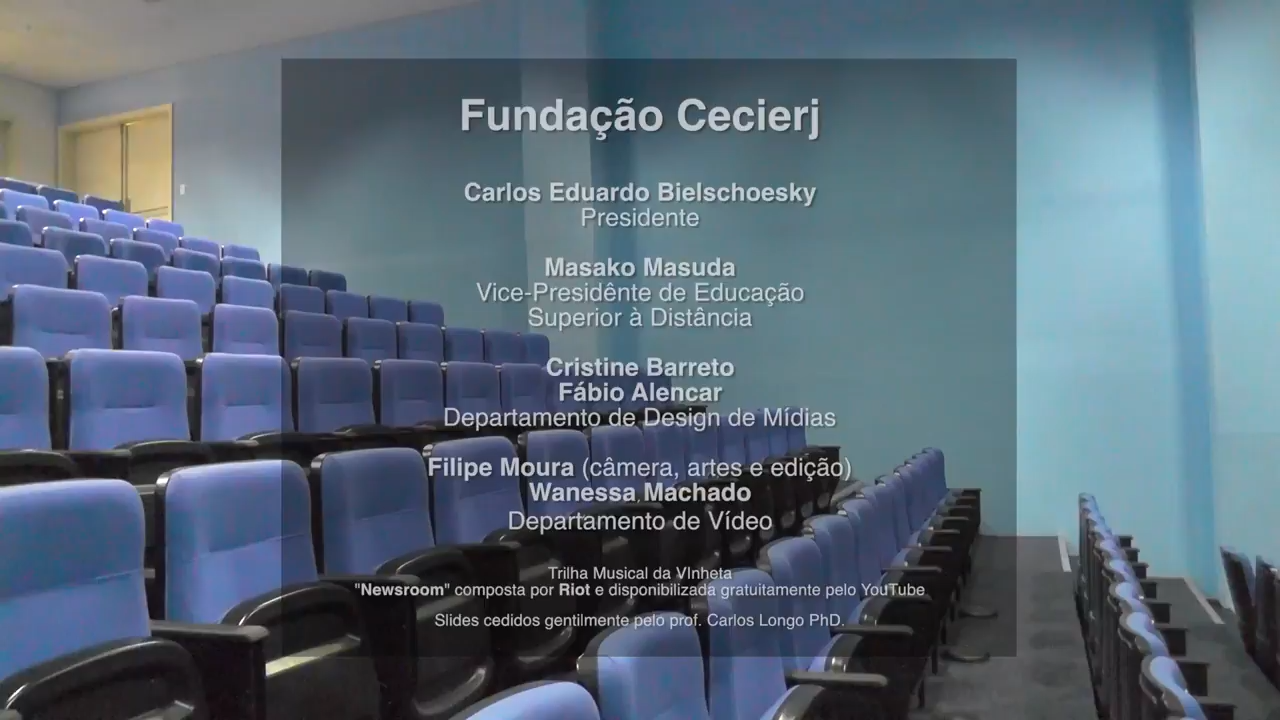 Fundação Cecierj
Carlos Eduardo Bielschoesky
Presidente
Masako Masuda
Vice-Presidênte de Educação
Superior à Distância
Cristine Barreto
Fábio Alencar
Departamento de Design de Mídias
Filipe Moura (câmera, artes e edição)
Wanessa Machado
Departamento de Vídeo
Trilha Musical da VInheta
"Newsroom" composta por Riot e disponibilizada gratuitamente pelo YouTube
Slides cedidos gentilmente pelo prof. Carlos Longo PhD.